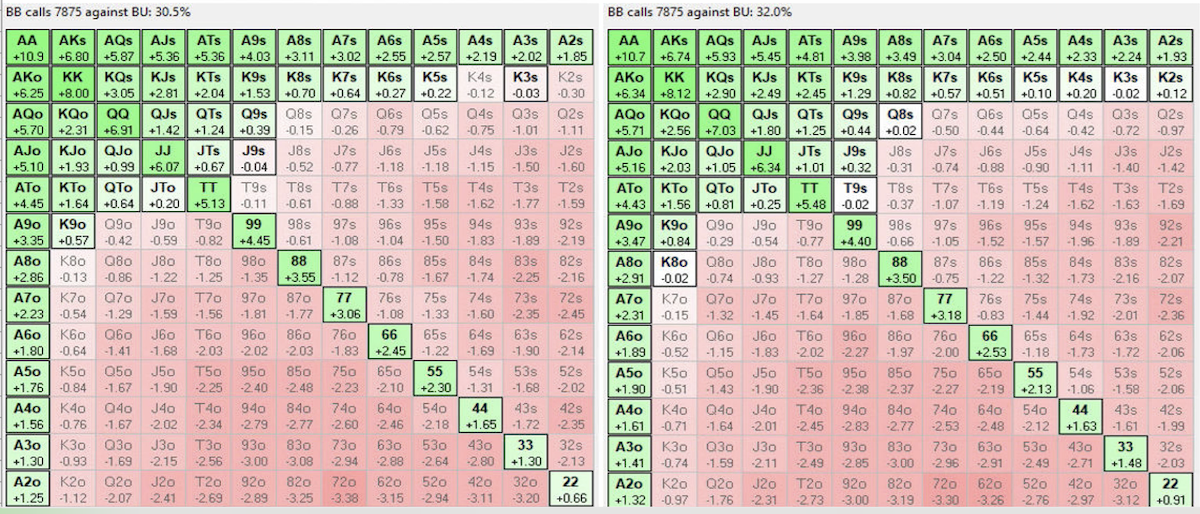 BB calls 7875 against BU: 30.5%
AA AKs AQs AJs ATs A9s A8s A7s A6s A5s A4s A3s A2s
+10.9 +6.80 +5.87 +5.36 +5.36 +4.03 +3.11 +3.02 +2.55 +2.57 +2.19 +2.02 +1.85
AKo KK KQs KJs KTs K9s K8s K7s K6s K5s K4s K3s K2s
+6.25 +8.00 +3.05 +2.81 +2.04 +1.53 +0.70 +0.64 +0.27 +0.22 -0.12 -0.03 -0.30
AQo KQo QQ QJs QTs Q9s Q8s Q7s Q6s Q5s Q4s Q3s Q2s
+5.70 +2.31 +6.91 +1.42 +1.24 +0.39 -0.15 -0.26 -0.79 -0.62 -0.75 -1.01 -1.11
AJo KJo QJo JJ JTs J9s J8s J7s J6s J5s J4s J3s J2s
+5.10 +1.93 +0.99 +6.07 +0.67 -0.04 -0.52 -0.77 -1.18 -1.18 -1.15 -1.50 -1.60
ATo KTo QTo JTo TT T9s T8s T7s T6s T5s T4s T3s T2s
+4.45 +1.64 +0.64 +0.20 +5.13 -0.11 -0.61 -0.88 -1.33 -1.58 -1.62 -1.77 -1.59
A9o K9o Q9o J9o T9o 99 98s 97s 96s 95s 94s 93s 92s
+3.35 +0.57 -0.42 -0.59 -0.82 +4.45 -0.61 -1.08 -1.04 -1.50 -1.83 -1.89 -2.19
A8o K8o Q8o J8o T8o 98o 88 87s 86s 85s 84s 83s 82s
+2.86 -0.13 -0.86 -1.22 -1.25 -1.35 +3.55 -1.12 -0.78 -1.67 -1.74 -2.25 -2.16
A7o K7o Q7o J7o T7o 97o 87o 77 76s 75s 74s 73s 72s
+2.23 -0.54 -1.29 -1.59 -1.56 -1.81 -1.77 +3.06 -1.08 -1.33 -1.60 -2.35 -2.45
A6o K6o Q6o J6o T6o 96o 86o 76o 66 65s 64s 63s 62s
+1.80 -0.64 -1.41 -1.68 -2.03 -2.02 -2.03 -1.83 +2.45 -1.22 -1.69 -1.90 -2.14
A5o K5o Q5o J5o T5o 95o 85o 75o 65o 55 54s 53s 52s
+1.76 -0.84 -1.67 -1.90 -2.25 -2.40 -2.48 -2.23 -2.10 +2.30 -1.31 -1.68 -2.02
A4o K4o Q4o J4o T4o 94o 84o 74o 64o 54o 44 43s 42s
+1.56 -0.76 -1.67 -2.02 -2.34 -2.79 -2.77 -2.60 -2.46 -2.18 +1.65 -1.72 -2.35
A3o K3o Q3o J3o T3o 93o 83o 73o 63o 53o 43o 33 32s
+1.30 -0.93 -1.69 -2.15 -2.56 -3.00 -3.08 -2.94 -2.88 -2.64 -2.80 +1.30 -2.13
A2o K2o Q2o J2o T2o 92o 82o 72o 62o 52o 42o 32o 22
+1.25 -1.12 -2.07 -2.41 -2.69 -2.89 -3.25 -3.38 -3.15 -2.94 -3.11 -3.20 +0.66
BB calls 7875 against BU: 32.0%
AA AKs AQs AJs ATs A9s A8s A7s A6s A5s A4s A3s A2s
+10.7 +6.74 +5.93 +5.45 +4.81 +3.98 +3.49 +3.04 +2.50 +2.44 +2.33 +2.24 +1.93
AKo KK KQs KJs KTs K9s K8s K7s K6s K5s K4s K3s K2s
+6.34 +8.12 +2.90 +2.49 +2.45 +1.29 +0.82 +0.57 +0.51 +0.10 +0.20 -0.02 +0.12
AQo KQo QQ QJs QTs Q9s Q8s Q7s Q6s Q5s Q4s Q3s Q2s
+5.71 +2.56 +7.03 +1.80 +1.25 +0.44 +0.02 -0.50 -0.44 -0.64 -0.42 -0.72 -0.97
AJo KJo QJo JJ JTs J9s J8s J7s J6s J5s J4s J3s J2s
+5.16 +2.03 +1.05 +6.34 +1.01 +0.32 -0.31 -0.74 -0.88 -0.90 -1.11 -1.40 -1.42
ATo KTo QTo JTo TT T9s T8s T7s T6s T5s T4s T3s T2s
+4.43 +1.56 +0.81 +0.25 +5.48 -0.02 -0.37 -1.07 -1.19 -1.24 -1.62 -1.63 -1.69
A9o K9o Q9o J9o T9o 99 98s 97s 96s 95s 94s 93s 92s
+3.47 +0.84 -0.29 -0.54 -0.77 +4.40 -0.66 -1.05 -1.52 -1.57 -1.96 -1.89 -2.21
A8o K8o Q8o J8o T8o 98o 88 87s 86s 85s 84s 83s 82s
+2.91 -0.02 -0.74 -0.93 -1.27 -1.28 +3.50 -0.75 -1.22 -1.32 -1.73 -2.16 -2.07
A7o K7o Q7o J7o T7o 97o 87o 77 76s 75s 74s 73s 72s
+2.31 -0.15 -1.32 -1.45 -1.64 -1.85 -1.68 +3.18 -0.83 -1.44 -1.92 -2.01 -2.36
A6o K6o Q6o J6o T6o 96o 86o 76o 66 65s 64s 63s 62s
+1.89 -0.52 -1.15 -1.83 -2.02 -2.27 -1.97 -2.00 +2.53 -1.18 -1.73 -1.72 -2.06
A5o K5o Q5o J5o T5o 95o 85o 75o 65o 55 54s 53s 52s
+1.90 -0.51 -1.43 -1.90 -2.36 -2.38 -2.37 -2.27 -2.19 +2.13 -1.06 -1.58 -2.06
A4o K4o Q4o J4o T4o 94o 84o 74o 64o 54o 44 43s 42s
+1.61 -0.71 -1.64 -2.01 -2.45 -2.83 -2.77 -2.53 -2.48 -2.12 +1.63 -1.61 -1.99
A3o K3o Q3o J3o T3o 93o 83o 73o 63o 53o 43o 33 32s
+1.41 -0.74 -1.59 -2.11 -2.49 -2.85 -3.00 -2.96 -2.91 -2.49 -2.71 +1.48 -2.03
A2o K2o Q2o J2o T2o 92o 82o 72o 62o 52o 42o 32o 22
+1.32 -0.97 -1.76 -2.31 -2.73 -3.00 -3.19 -3.30 -3.26 -2.76 -2.97 -3.12 +0.91